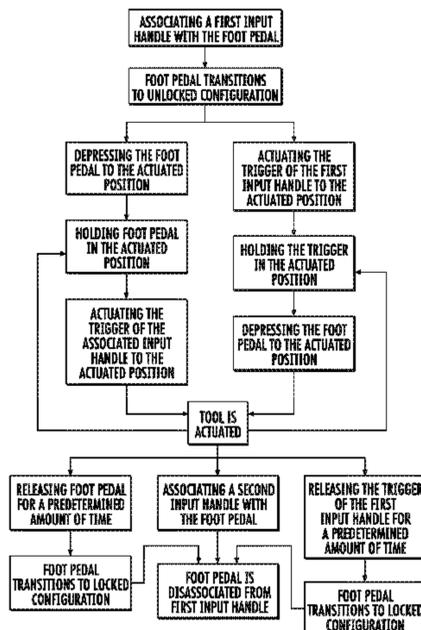 ASSOCIATING A FIRST INPUT
HANDLE WITH THE FOOT PEDAL
FOOT PEDAL TRANSITIONS
TO UNLOCKED CONFIGURATION
DEPRESSING THE FOOT
PEDAL TO THE ACTUATED
POSITION
ACTUATING THE
TRIGGER OF THE FIRST
INPUT HANDLE TO THE
ACTUATED POSITION
HOLDING FOOT PEDAL
IN THE ACTUATED
POSITION
HOLDING THE TRIGGER
IN THE ACTUATED
POSITION
ACTUATING THE
TRIGGER OF THE
ASSOCIATED INPUT
HANDLE TO THE
ACTUATED POSITION
DEPRESSING THE FOOT
PEDAL TO THE ACTUATED
POSITION
TOOL IS
ACTUATED
RELEASING FOOT PEDAL
FOR A PREDETERMINED
AMOUNT OF TIME
ASSOCIATING A SECOND
INPUT HANDLE WITH
THE FOOT PEDAL
RELEASING THE TRIGGER
OF THE FIRST
INPUT HANDLE FOR
A PREDETERMINED
AMOUNT OF TIME
FOOT PEDAL
TRANSITIONS TO LOCKED
CONFIGURATION
FOOT PEDAL IS
DISASSOCIATED FROM
FIRST INPUT HANDLE
FOOT PEDAL
TRANSITIONS TO LOCKED
CONFIGURATION